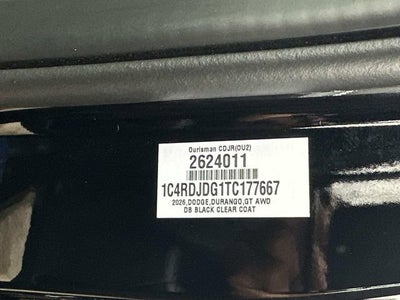 Ourisman CDJR(DU2)
2624011
1C4RDJDG1TC177667
2026,DODGE,DURANGO,GT AWD
DB BLACK CLEAR COAT